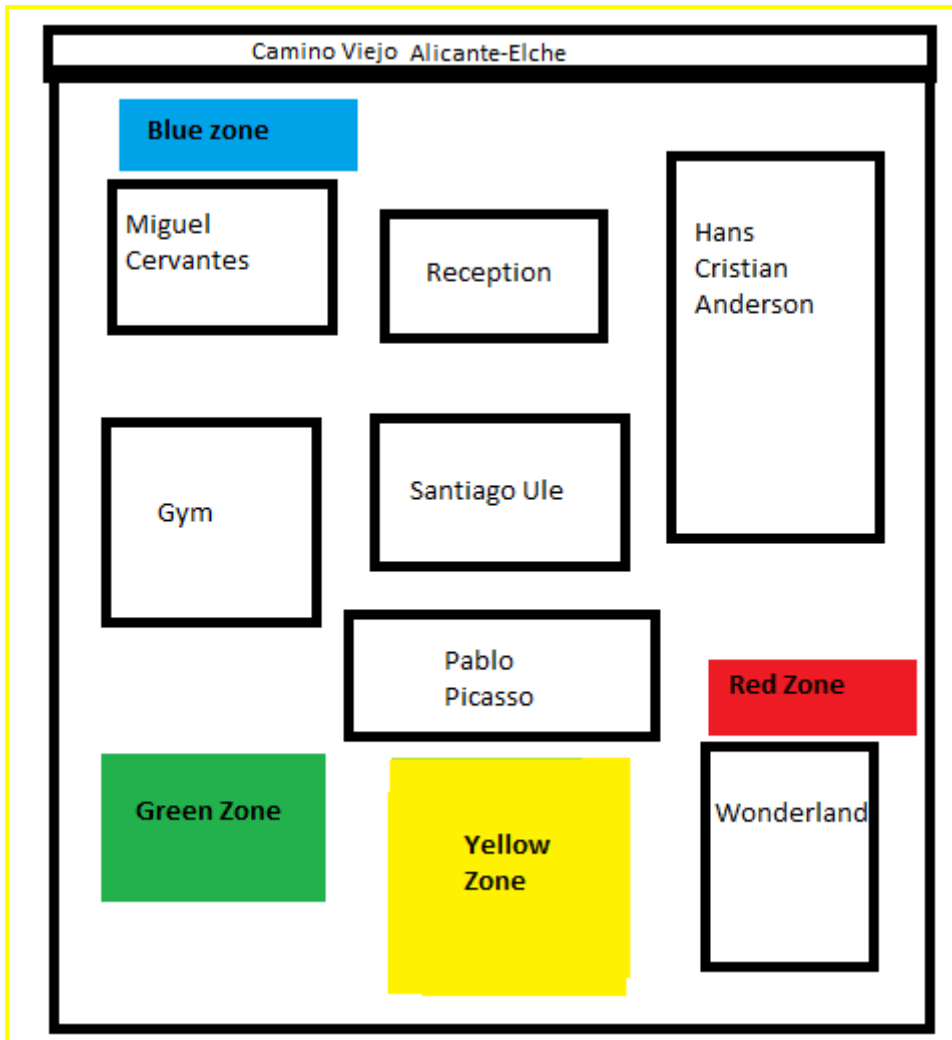 Camino Viejo Alicante-Elche
Blue zone
Miguel
Cervantes
Reception
Hans
Cristian
Anderson
Gym
Santiago Ule
Pablo
Picasso
Red Zone
Green Zone
Yellow
Zone
Wonderland